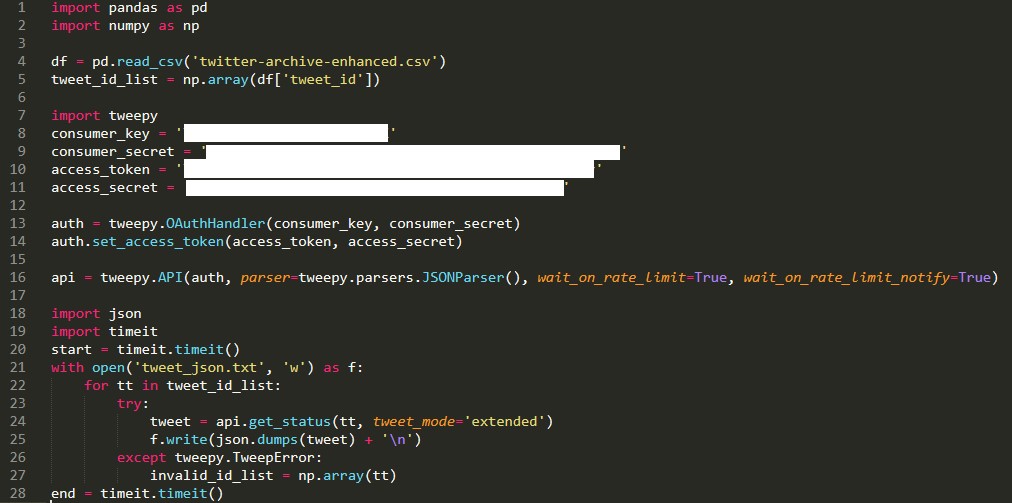 1 import pandas as pd
2 import numpy as np
3
4 df = pd.read_csv('twitter-archive-enhanced.csv')
5 tweet_id_list = np.array(df['tweet_id'])
6
7 import tweepy
8 consumer_key = ' '
9 consumer_secret = ' '
10 access_token = ' '
11 access_secret = '
12
13 auth = tweepy.OAuthHandler(consumer_key, consumer_secret)
14 auth.set_access_token(access_token, access_secret)
15
16 api = tweepy.API(auth, parser=tweepy.parsers.JSONParser(), wait_on_rate_limit=True, wait_on_rate_limit_notify=True)
17
18 import json
19 import timeit
20 start = timeit.timeit()
21 with open('tweet_json.txt', 'w') as f:
22     for tt in tweet_id_list:
23         try:
24             tweet = api.get_status(tt, tweet_mode='extended')
25             f.write(json.dumps(tweet) + '\n')
26         except tweepy.TweepError:
27             invalid_id_list = np.array(tt)
28 end = timeit.timeit()